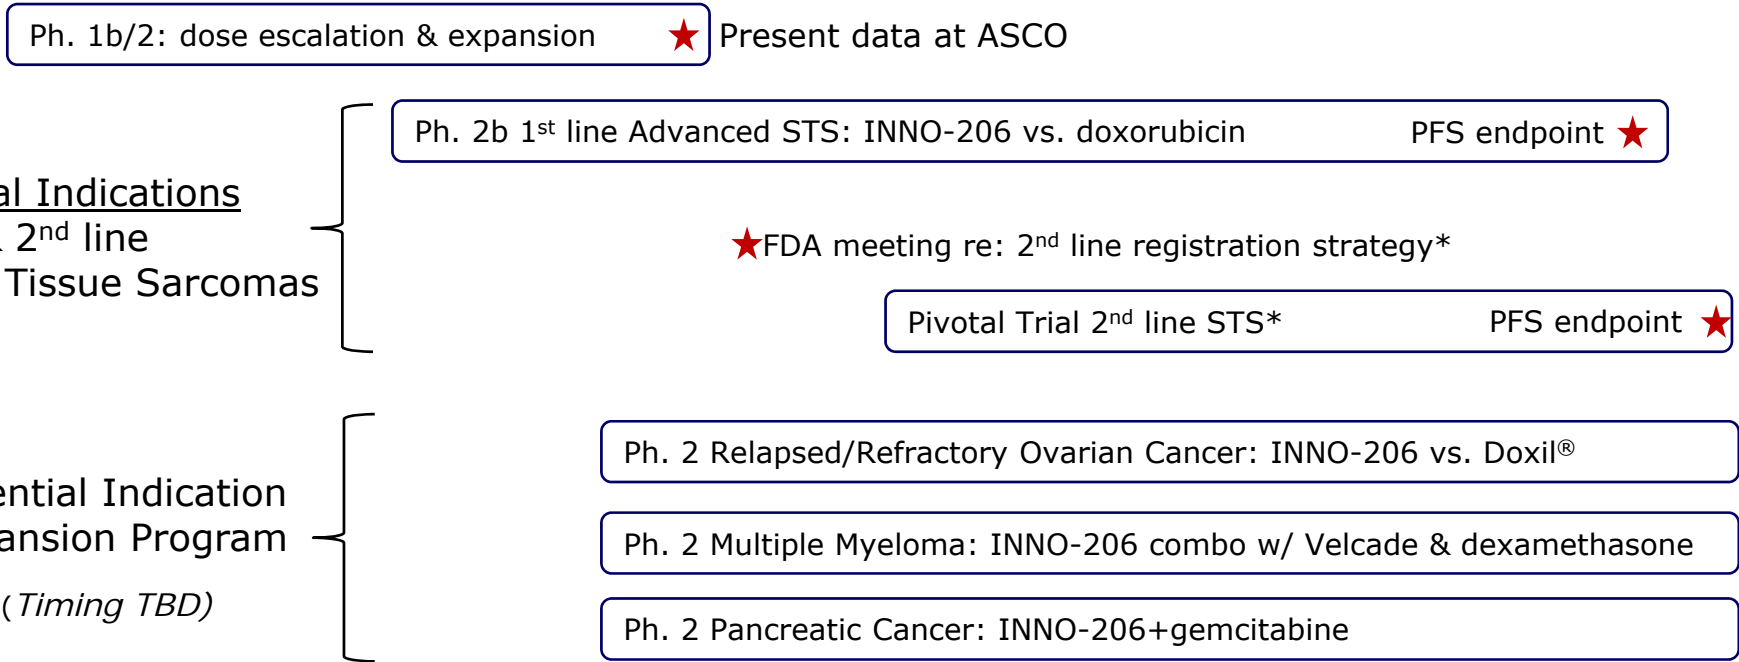 Ph. 1b/2: dose escalation & expansion ★ Present data at ASCO
Ph. 2b 1st line Advanced STS: INNO-206 vs. doxorubicin PFS endpoint ★
al Indications
2nd line
Tissue Sarcomas
★FDA meeting re: 2nd line registration strategy*
Pivotal Trial 2nd line STS* PFS endpoint ★
ential Indication
ansion Program
(Timing TBD)
Ph. 2 Relapsed/Refractory Ovarian Cancer: INNO-206 vs. Doxil®
Ph. 2 Multiple Myeloma: INNO-206 combo w/ Velcade & dexamethasone
Ph. 2 Pancreatic Cancer: INNO-206+gemcitabine